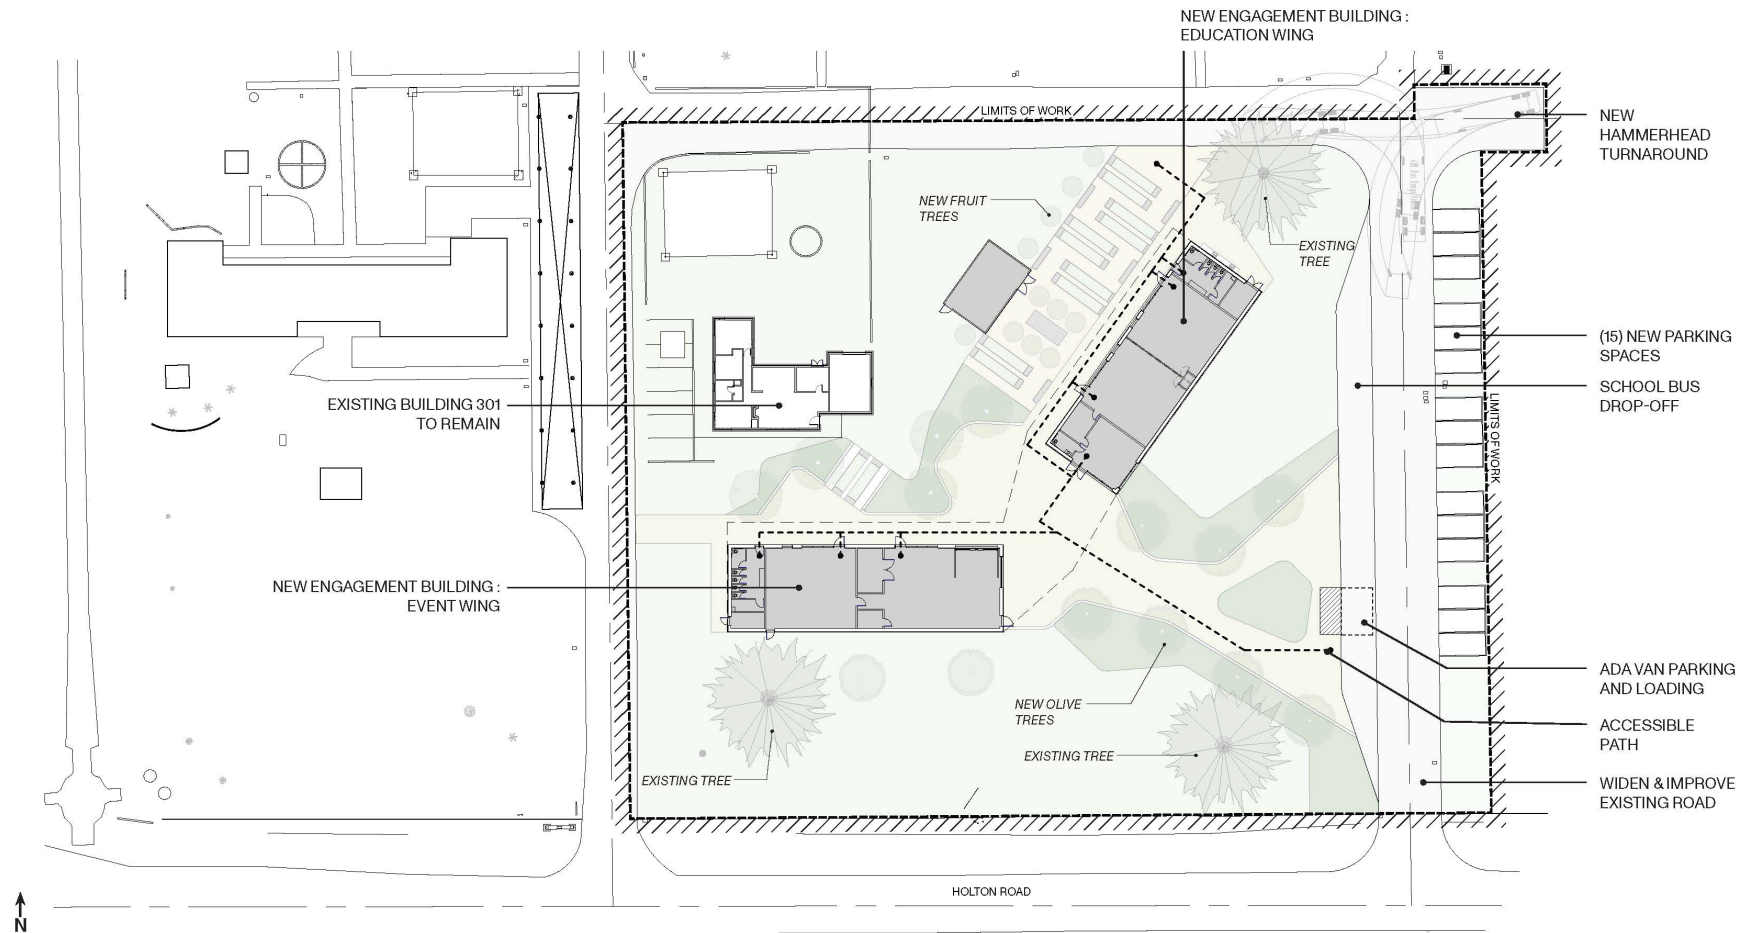 NEW ENGAGEMENT BUILDING :
EDUCATION WING
LIMITS OF WORK
NEW
HAMMERHEAD
TURNAROUND
NEW FRUIT
TREES
EXISTING
TREE
(15) NEW PARKING
SPACES
SCHOOL BUS
DROP-OFF
EXISTING BUILDING 301
TO REMAIN
LIMITS OF WORK
NEW ENGAGEMENT BUILDING :
EVENT WING
ADA VAN PARKING
AND LOADING
NEW OLIVE
TREES
ACCESSIBLE
PATH
EXISTING TREE
EXISTING TREE
WIDEN & IMPROVE
EXISTING ROAD
HOLTON ROAD
N